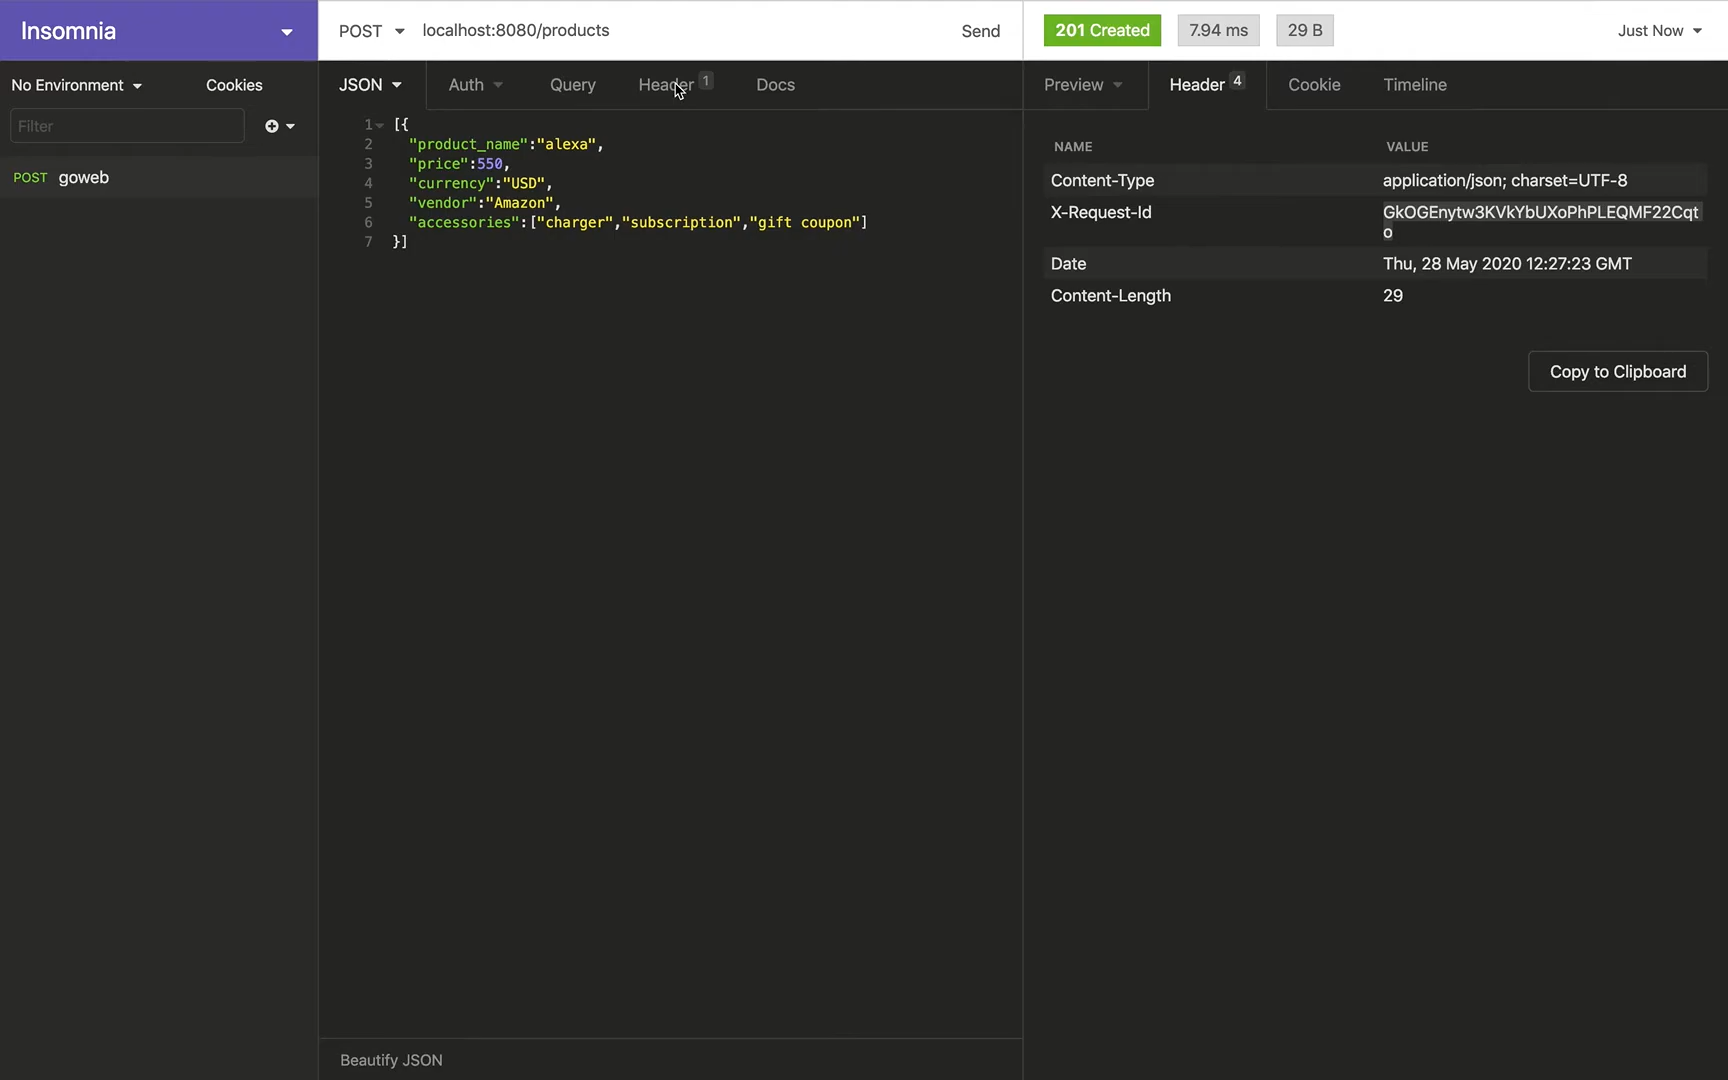 Insomnia
POST localhost:8080/products Send
201 Created 7.94 ms 29 B Just Now
No Environment Cookies
JSON Auth Query Header 1 Docs
Preview Header 4 Cookie Timeline
Filter
POST goweb
1 [{
2 "product_name":"alexa",
3 "price":550,
4 "currency":"USD",
5 "vendor":"Amazon",
6 "accessories":["charger","subscription","gift coupon"]
7 }]
NAME VALUE
Content-Type application/json; charset=UTF-8
X-Request-Id GkOGEnytw3KVkYbUXoPhPLEQMF22Cqt
o
Date Thu, 28 May 2020 12:27:23 GMT
Content-Length 29
Copy to Clipboard
Beautify JSON